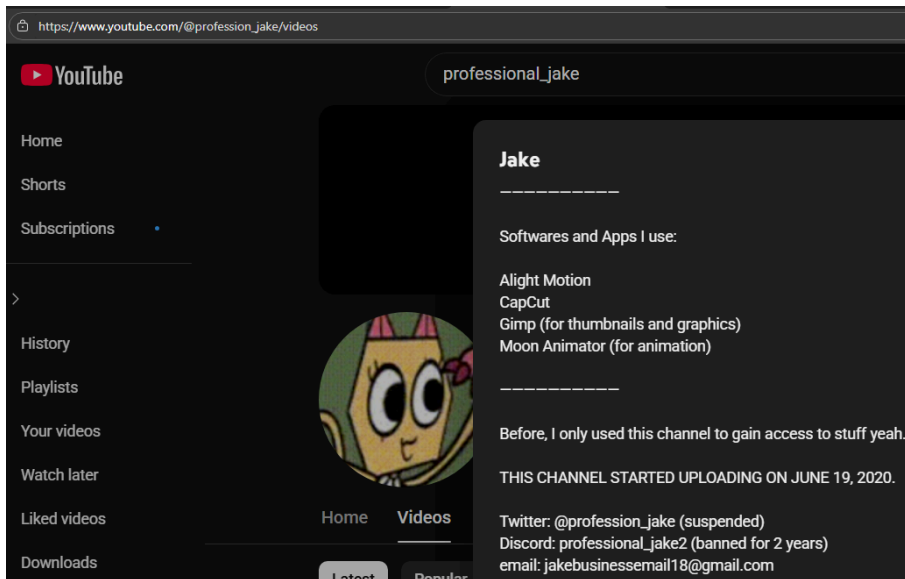 https://www.youtube.com/@profession_jake/videos
YouTube
professional_jake
Home
Shorts
Subscriptions
History
Playlists
Your videos
Watch later
Liked videos
Downloads
Home Videos
Latest Popular
Jake
——————————
Softwares and Apps I use:
Alight Motion
CapCut
Gimp (for thumbnails and graphics)
Moon Animator (for animation)
——————————
Before, I only used this channel to gain access to stuff yeah.
THIS CHANNEL STARTED UPLOADING ON JUNE 19, 2020.
Twitter: @profession_jake (suspended)
Discord: professional_jake2 (banned for 2 years)
email: jakebusinessemail18@gmail.com